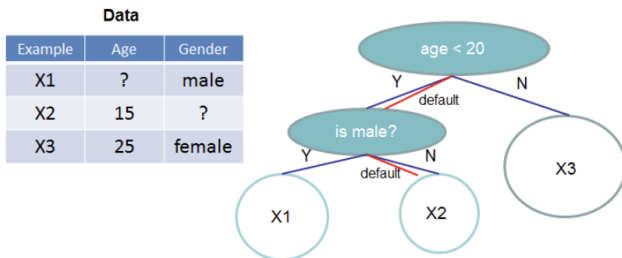 Data
Example Age Gender
X1 ? male
X2 15 ?
X3 25 female
age < 20
Y default N
is male?
Y default N
X1 X2 X3